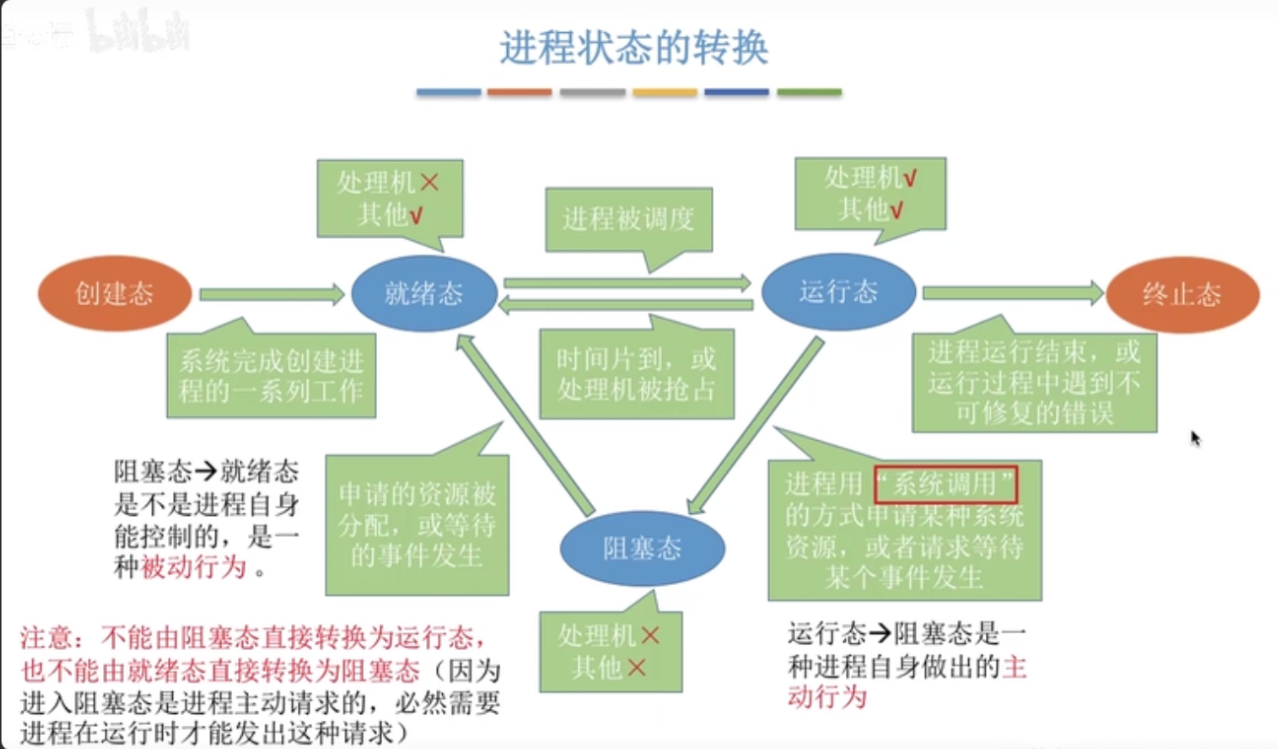 bilibili
进程状态的转换
处理机×
其他√
进程被调度
处理机√
其他√
创建态
就绪态
运行态
终止态
系统完成创建进
程的一系列工作
时间片到，或
处理机被抢占
进程运行结束，或
运行过程中遇到不
可修复的错误
阻塞态→就绪态
是不是进程自身
能控制的，是一
种被动行为。
申请的资源被
分配，或等待
的事件发生
阻塞态
进程用“系统调用”
的方式申请某种系统
资源，或者请求等待
某个事件发生
处理机×
其他×
运行态→阻塞态是一
种进程自身做出的主
动行为
注意：不能由阻塞态直接转换为运行态，
也不能由就绪态直接转换为阻塞态（因为
进入阻塞态是进程主动请求的，必然需要
进程在运行时才能发出这种请求）